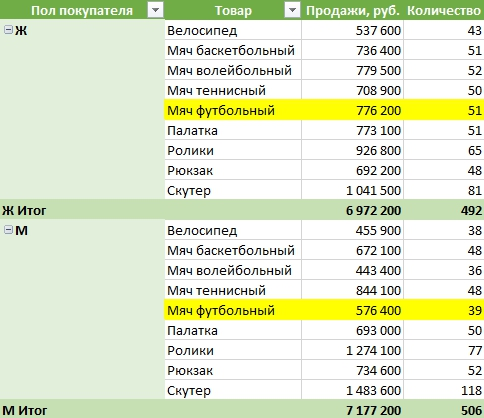 Пол покупателя Товар Продажи, руб. Количество
Ж Велосипед 537 600 43
Мяч баскетбольный 736 400 51
Мяч волейбольный 779 500 52
Мяч теннисный 708 900 50
Мяч футбольный 776 200 51
Палатка 773 100 51
Ролики 926 800 65
Рюкзак 692 200 48
Скутер 1 041 500 81
Ж Итог 6 972 200 492
М Велосипед 455 900 38
Мяч баскетбольный 672 100 48
Мяч волейбольный 443 400 36
Мяч теннисный 844 100 48
Мяч футбольный 576 400 39
Палатка 693 000 50
Ролики 1 274 100 77
Рюкзак 734 600 52
Скутер 1 483 600 118
М Итог 7 177 200 506